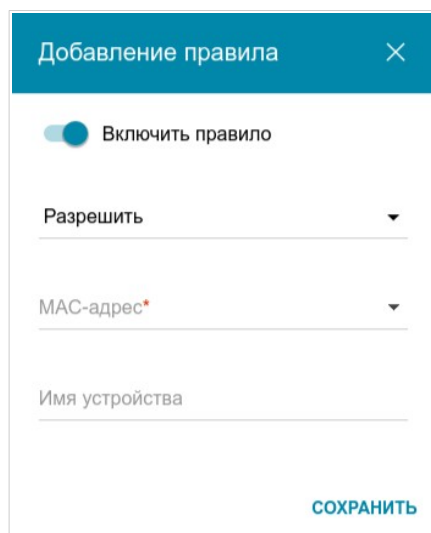 Добавление правила
Включить правило
Разрешить
MAC-адрес*
Имя устройства
СОХРАНИТЬ